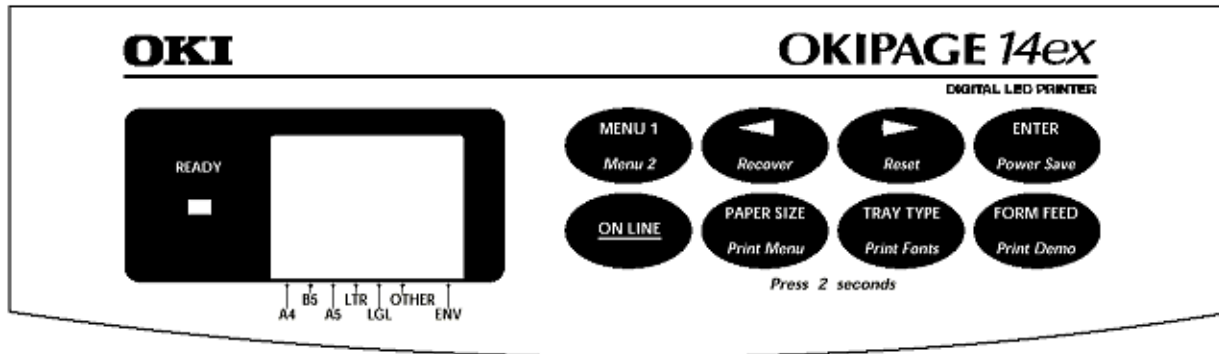 OKI OKIPAGE 14ex
DIGITAL LED PRINTER
READY
MENU 1
Menu 2
Recover
Reset
ENTER
Power Save
ON LINE
PAPER SIZE
Print Menu
TRAY TYPE
Print Fonts
FORM FEED
Print Demo
Press 2 seconds
A4 B5 A5 LTR LGL OTHER ENV